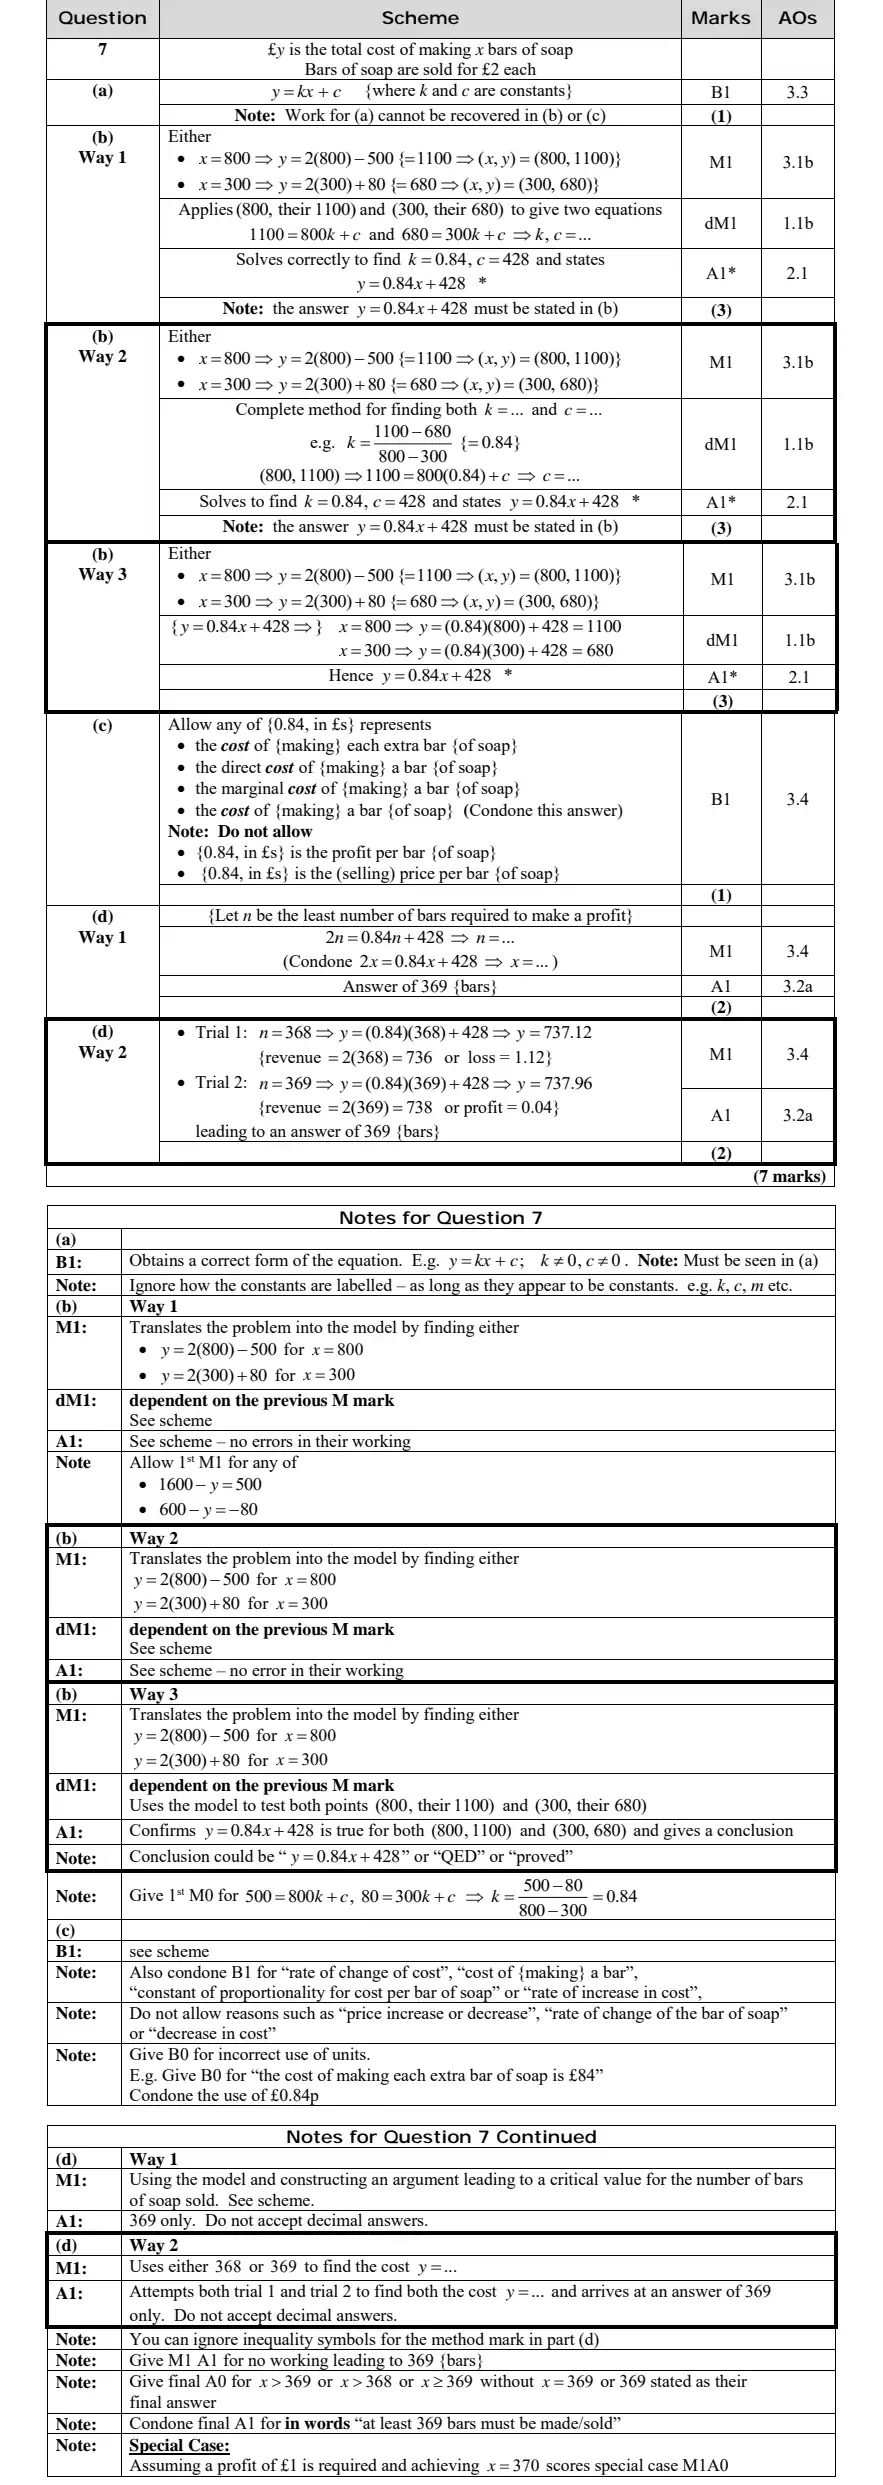 Question Scheme Marks AOs
7 £y is the total cost of making x bars of soap
Bars of soap are sold for £2 each
(a) y = kx + c {where k and c are constants} B1 3.3
Note: Work for (a) cannot be recovered in (b) or (c) (1)
(b) Either
Way 1 • x = 800 ⇒ y = 2(800) − 500 {= 1100 ⇒ (x, y) = (800, 1100)} M1 3.1b
• x = 300 ⇒ y = 2(300) + 80 {= 680 ⇒ (x, y) = (300, 680)}
Applies (800, their 1100) and (300, their 680) to give two equations
1100 = 800k + c and 680 = 300k + c ⇒ k, c = ... dM1 1.1b
Solves correctly to find k = 0.84, c = 428 and states
y = 0.84x + 428 * A1* 2.1
Note: the answer y = 0.84x + 428 must be stated in (b) (3)
(b) Either
Way 2 • x = 800 ⇒ y = 2(800) − 500 {= 1100 ⇒ (x, y) = (800, 1100)} M1 3.1b
• x = 300 ⇒ y = 2(300) + 80 {= 680 ⇒ (x, y) = (300, 680)}
Complete method for finding both k = ... and c = ...
e.g. k = (1100 − 680)/(800 − 300) {= 0.84} dM1 1.1b
(800, 1100) ⇒ 1100 = 800(0.84) + c ⇒ c = ...
Solves to find k = 0.84, c = 428 and states y = 0.84x + 428 * A1* 2.1
Note: the answer y = 0.84x + 428 must be stated in (b) (3)
(b) Either
Way 3 • x = 800 ⇒ y = 2(800) − 500 {= 1100 ⇒ (x, y) = (800, 1100)} M1 3.1b
• x = 300 ⇒ y = 2(300) + 80 {= 680 ⇒ (x, y) = (300, 680)}
{y = 0.84x + 428 ⇒} x = 800 ⇒ y = (0.84)(800) + 428 = 1100 dM1 1.1b
x = 300 ⇒ y = (0.84)(300) + 428 = 680
Hence y = 0.84x + 428 * A1* 2.1
(3)
(c) Allow any of {0.84, in £s} represents
• the cost of {making} each extra bar {of soap}
• the direct cost of {making} a bar {of soap}
• the marginal cost of {making} a bar {of soap} B1 3.4
• the cost of {making} a bar {of soap} (Condone this answer)
Note: Do not allow
• {0.84, in £s} is the profit per bar {of soap}
• {0.84, in £s} is the (selling) price per bar {of soap}
(1)
(d) {Let n be the least number of bars required to make a profit}
Way 1 2n = 0.84n + 428 ⇒ n = ... M1 3.4
(Condone 2x = 0.84x + 428 ⇒ x = ... )
Answer of 369 {bars} A1 3.2a
(2)
(d) • Trial 1: n = 368 ⇒ y = (0.84)(368) + 428 ⇒ y = 737.12
Way 2 {revenue = 2(368) = 736 or loss = 1.12} M1 3.4
• Trial 2: n = 369 ⇒ y = (0.84)(369) + 428 ⇒ y = 737.96
{revenue = 2(369) = 738 or profit = 0.04} A1 3.2a
leading to an answer of 369 {bars}
(2)
(7 marks)
Notes for Question 7
(a)
B1: Obtains a correct form of the equation. E.g. y = kx + c; k ≠ 0, c ≠ 0. Note: Must be seen in (a)
Note: Ignore how the constants are labelled – as long as they appear to be constants. e.g. k, c, m etc.
(b) Way 1
M1: Translates the problem into the model by finding either
• y = 2(800) − 500 for x = 800
• y = 2(300) + 80 for x = 300
dM1: dependent on the previous M mark
See scheme
A1: See scheme – no errors in their working
Note Allow 1st M1 for any of
• 1600 − y = 500
• 600 − y = −80
(b) Way 2
M1: Translates the problem into the model by finding either
y = 2(800) − 500 for x = 800
y = 2(300) + 80 for x = 300
dM1: dependent on the previous M mark
See scheme
A1: See scheme – no error in their working
(b) Way 3
M1: Translates the problem into the model by finding either
y = 2(800) − 500 for x = 800
y = 2(300) + 80 for x = 300
dM1: dependent on the previous M mark
Uses the model to test both points (800, their 1100) and (300, their 680)
A1: Confirms y = 0.84x + 428 is true for both (800, 1100) and (300, 680) and gives a conclusion
Note: Conclusion could be “ y = 0.84x + 428” or “QED” or “proved”
Note: Give 1st M0 for 500 = 800k + c, 80 = 300k + c ⇒ k = (500 − 80)/(800 − 300) = 0.84
(c)
B1: see scheme
Note: Also condone B1 for “rate of change of cost”, “cost of {making} a bar”,
“constant of proportionality for cost per bar of soap” or “rate of increase in cost”,
Note: Do not allow reasons such as “price increase or decrease”, “rate of change of the bar of soap”
or “decrease in cost”
Note: Give B0 for incorrect use of units.
E.g. Give B0 for “the cost of making each extra bar of soap is £84”
Condone the use of £0.84p
Notes for Question 7 Continued
(d) Way 1
M1: Using the model and constructing an argument leading to a critical value for the number of bars
of soap sold. See scheme.
A1: 369 only. Do not accept decimal answers.
(d) Way 2
M1: Uses either 368 or 369 to find the cost y = ...
A1: Attempts both trial 1 and trial 2 to find both the cost y = ... and arrives at an answer of 369
only. Do not accept decimal answers.
Note: You can ignore inequality symbols for the method mark in part (d)
Note: Give M1 A1 for no working leading to 369 {bars}
Note: Give final A0 for x > 369 or x > 368 or x ≥ 369 without x = 369 or 369 stated as their
final answer
Note: Condone final A1 for in words “at least 369 bars must be made/sold”
Note: Special Case:
Assuming a profit of £1 is required and achieving x = 370 scores special case M1A0